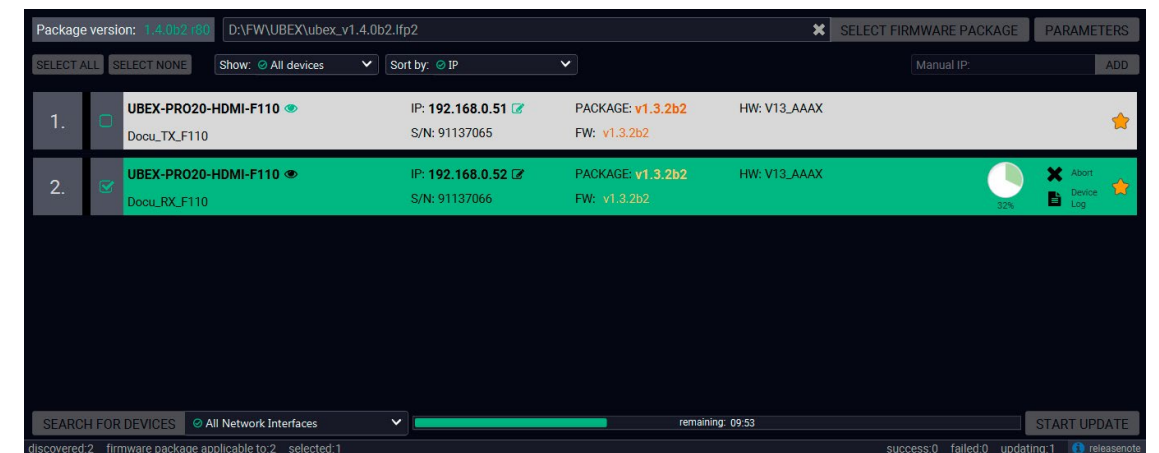 Package version: 1.4.0b2 r80 D:\FW\UBEX\ubex_v1.4.0b2.lfp2 SELECT FIRMWARE PACKAGE PARAMETERS
SELECT ALL SELECT NONE Show: All devices Sort by: IP Manual IP: ADD
1. UBEX-PRO20-HDMI-F110 IP: 192.168.0.51 PACKAGE: v1.3.2b2 HW: V13_AAAX
Docu_TX_F110 S/N: 91137065 FW: v1.3.2b2
2. UBEX-PRO20-HDMI-F110 IP: 192.168.0.52 PACKAGE: v1.3.2b2 HW: V13_AAAX Abort
Docu_RX_F110 S/N: 91137066 FW: v1.3.2b2 32% Device Log
SEARCH FOR DEVICES All Network Interfaces remaining: 09:53 START UPDATE
discovered:2 firmware package applicable to:2 selected:1 success:0 failed:0 updating:1 releasenote